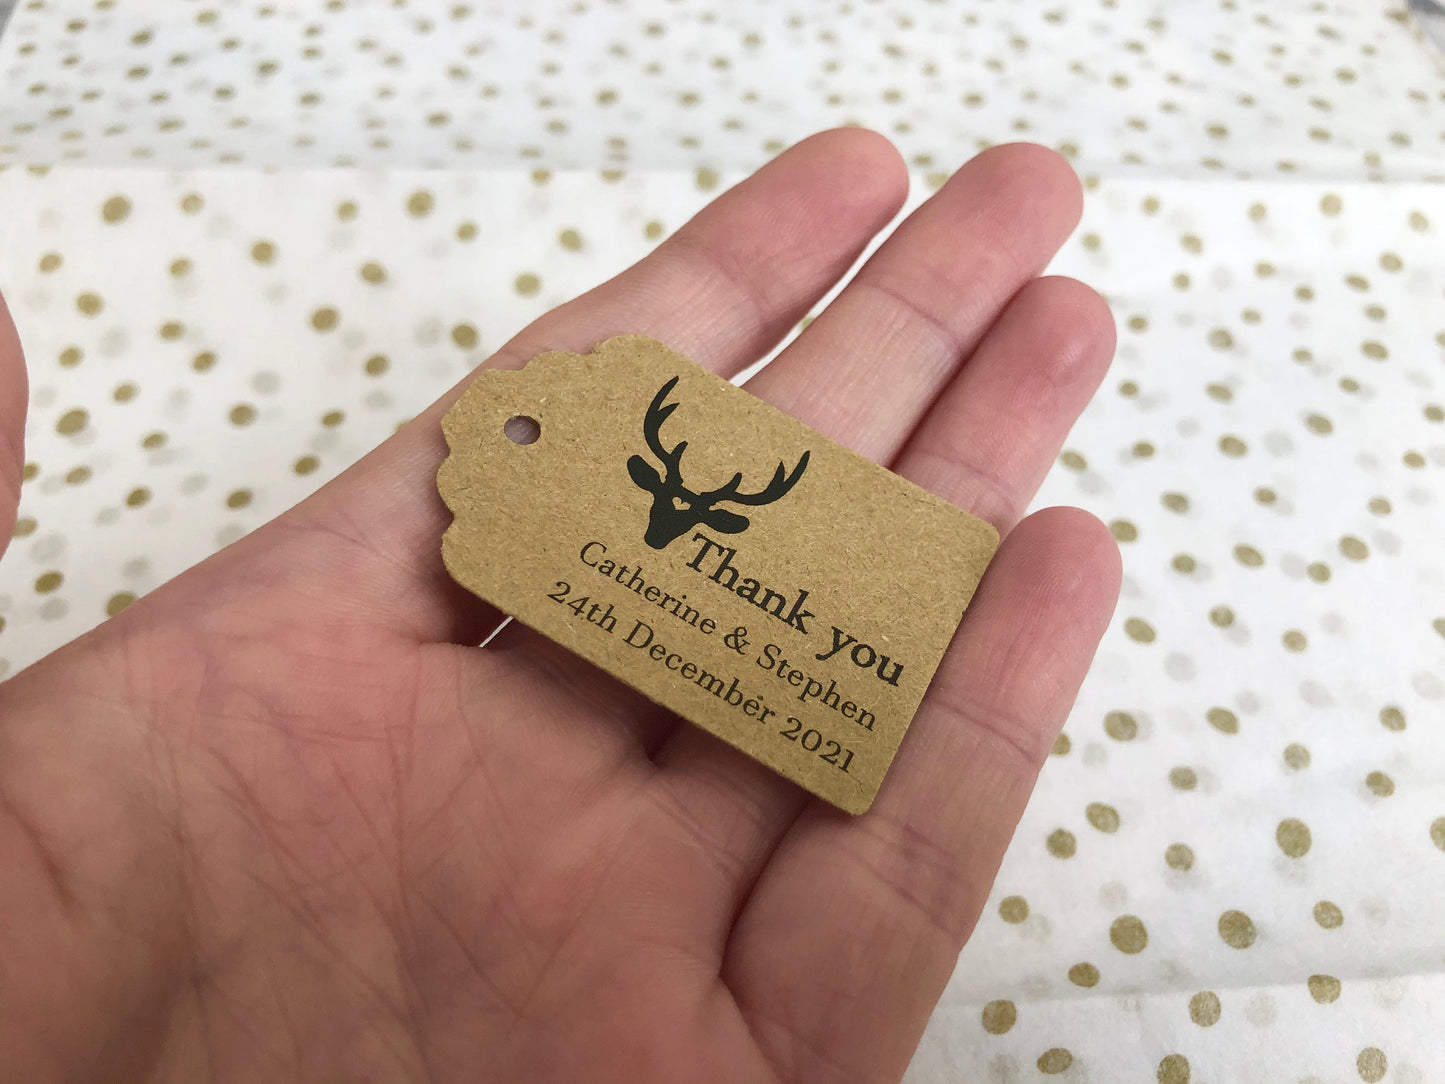 Thank you
Catherine & Stephen
24th December 2021